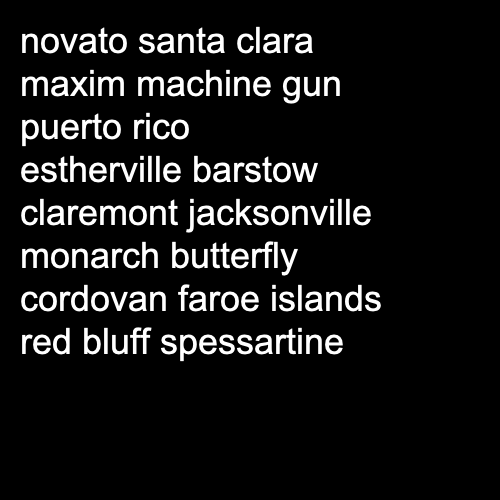 novato santa clara
maxim machine gun
puerto rico
estherville barstow
claremont jacksonville
monarch butterfly
cordovan faroe islands
red bluff spessartine